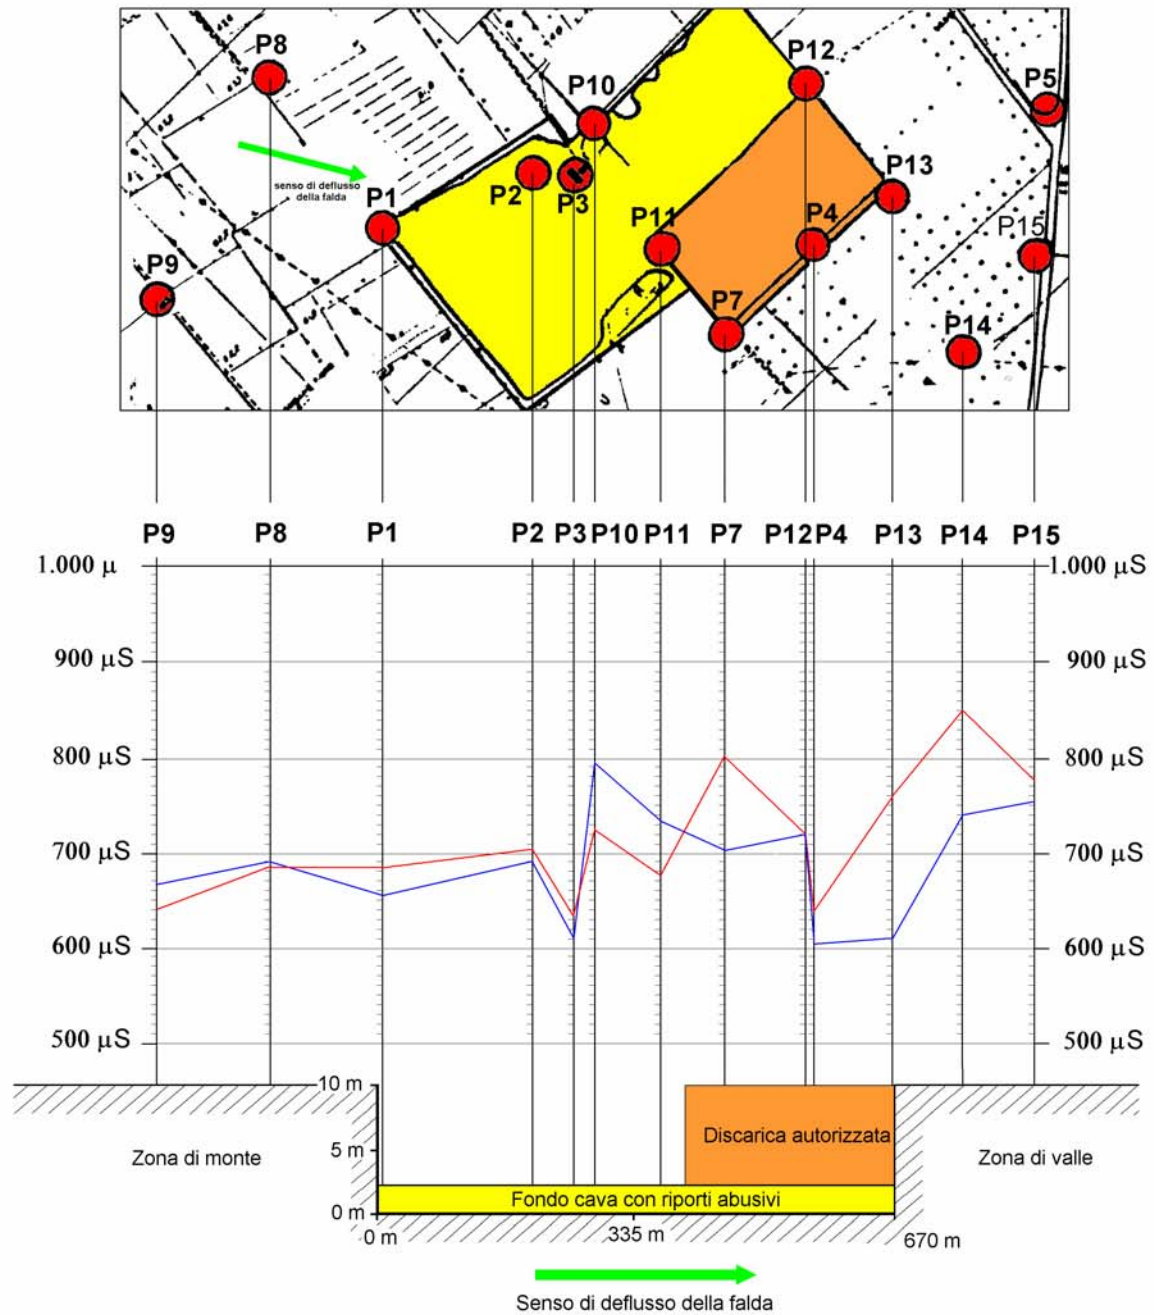 P8
P12
P5
P10
senso di deflusso
della falda
P1
P2
P3
P13
P11
P4
P15
P9
P7
P14
P9 P8 P1 P2 P3 P10 P11 P7 P12 P4 P13 P14 P15
1.000 µ 1.000 µS
900 µS 900 µS
800 µS 800 µS
700 µS 700 µS
600 µS 600 µS
500 µS 500 µS
10 m
Discarica autorizzata
5 m
Zona di monte Zona di valle
Fondo cava con riporti abusivi
0 m
0 m 335 m 670 m
Senso di deflusso della falda